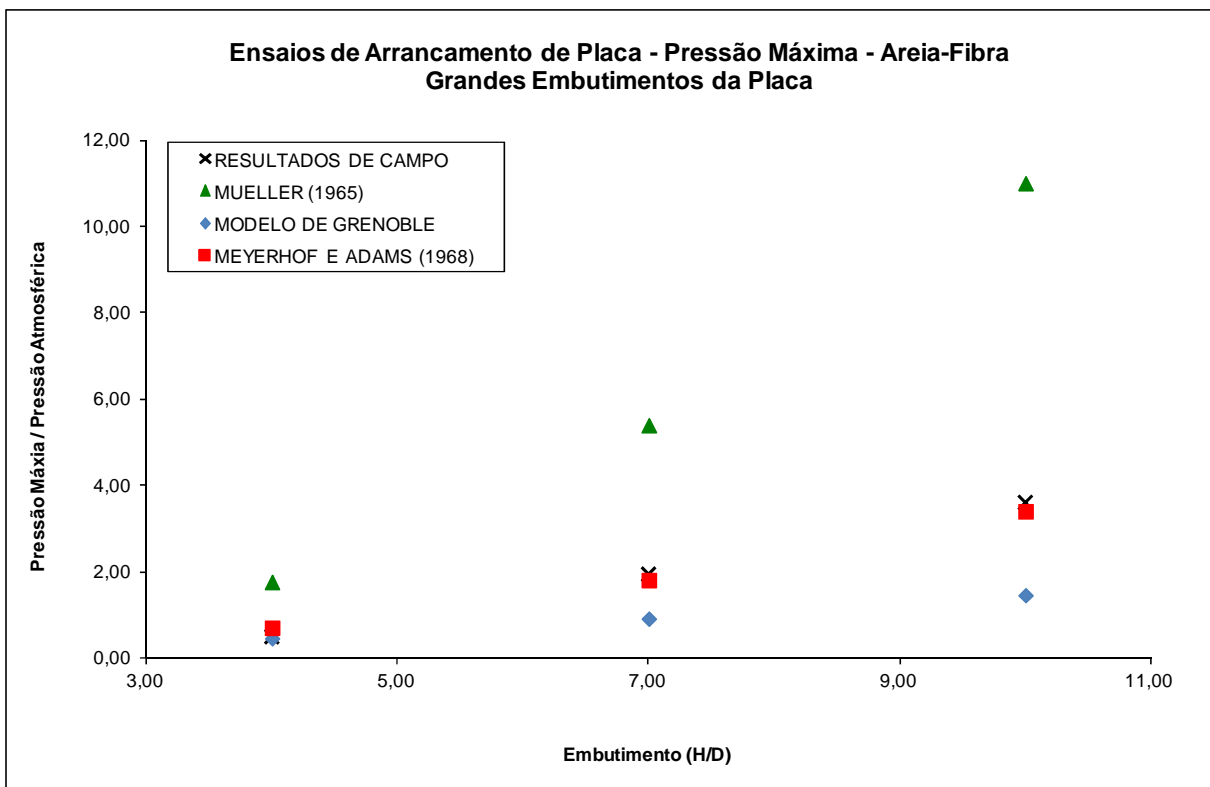 Ensaios de Arrancamento de Placa - Pressão Máxima - Areia-Fibra
Grandes Embutimentos da Placa
12,00
10,00
8,00
6,00
4,00
2,00
0,00
Pressão Máxia / Pressão Atmosférica
RESULTADOS DE CAMPO
MUELLER (1965)
MODELO DE GRENOBLE
MEYERHOF E ADAMS (1968)
3,00
5,00
7,00
9,00
11,00
Embutimento (H/D)